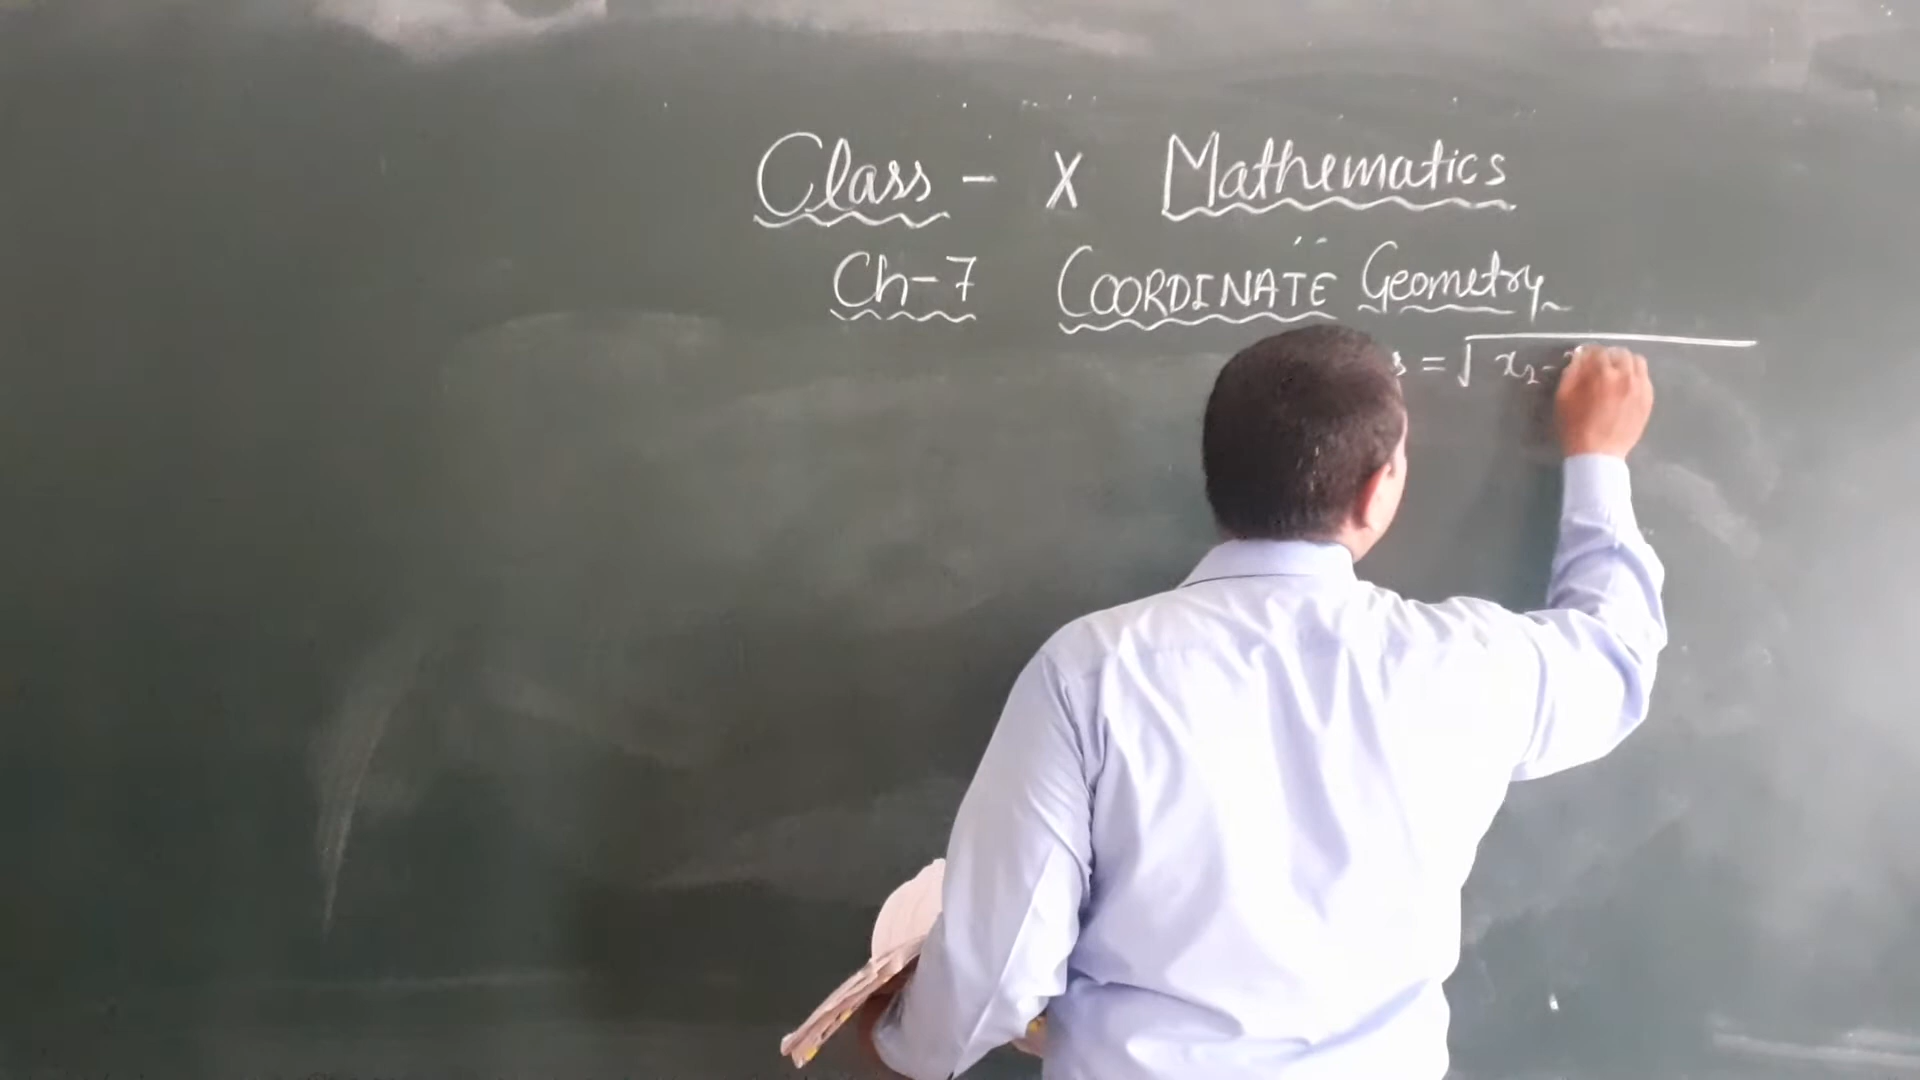 Class - X Mathematics
Ch-7 COORDINATE Geometry
= √ x₂-